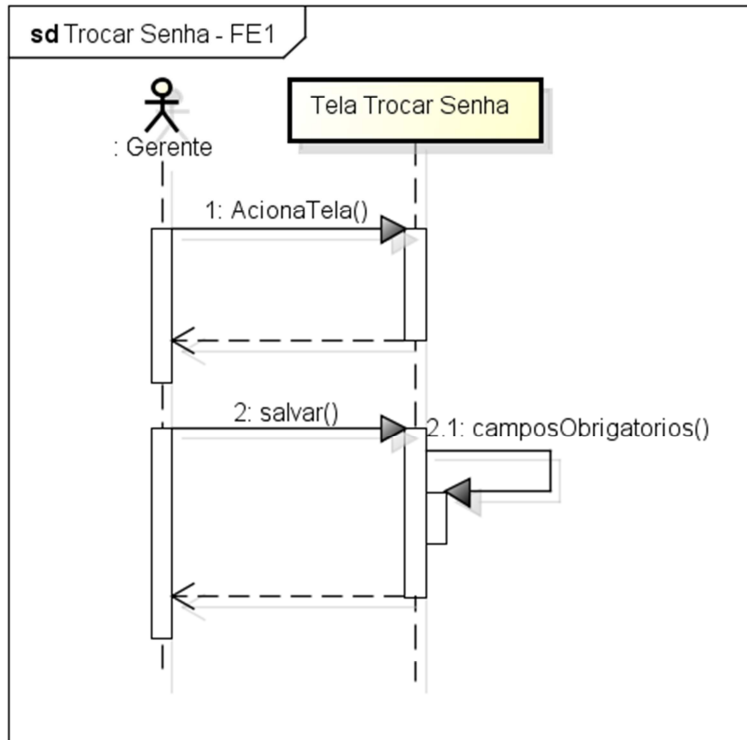 sd Trocar Senha - FE1
Tela Trocar Senha
: Gerente
1: AcionaTela()
2: salvar()
2.1: camposObrigatorios()